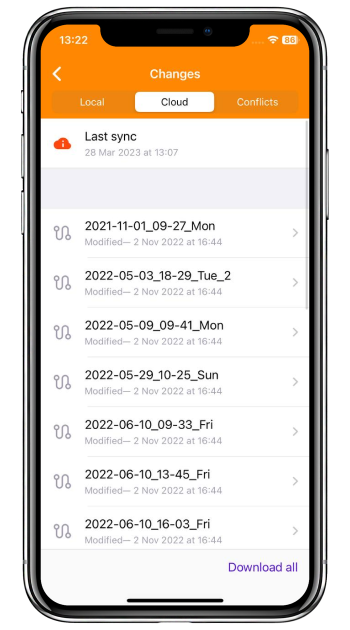 13:22
86
Changes
Local Cloud Conflicts
Last sync
28 Mar 2023 at 13:07
2021-11-01_09-27_Mon
Modified— 2 Nov 2022 at 16:44
2022-05-03_18-29_Tue_2
Modified— 2 Nov 2022 at 16:44
2022-05-09_09-41_Mon
Modified— 2 Nov 2022 at 16:44
2022-05-29_10-25_Sun
Modified— 2 Nov 2022 at 16:44
2022-06-10_09-33_Fri
Modified— 2 Nov 2022 at 16:44
2022-06-10_13-45_Fri
Modified— 2 Nov 2022 at 16:44
2022-06-10_16-03_Fri
Modified— 2 Nov 2022 at 16:44
Download all